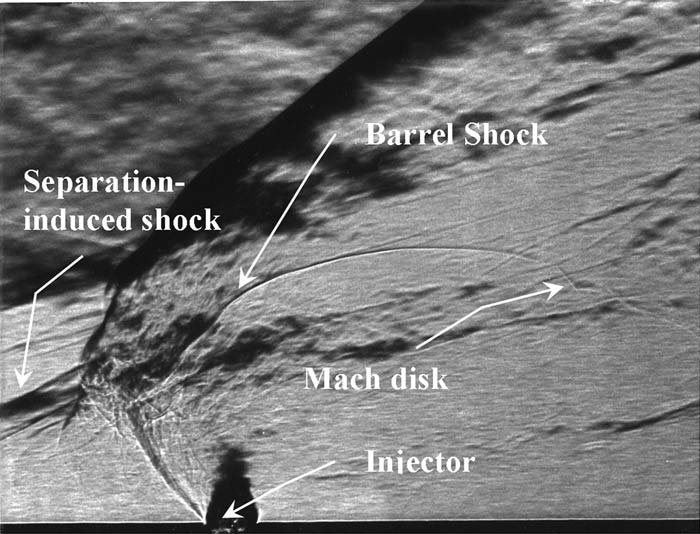 Barrel Shock
Separation-
induced shock
Mach disk
Injector